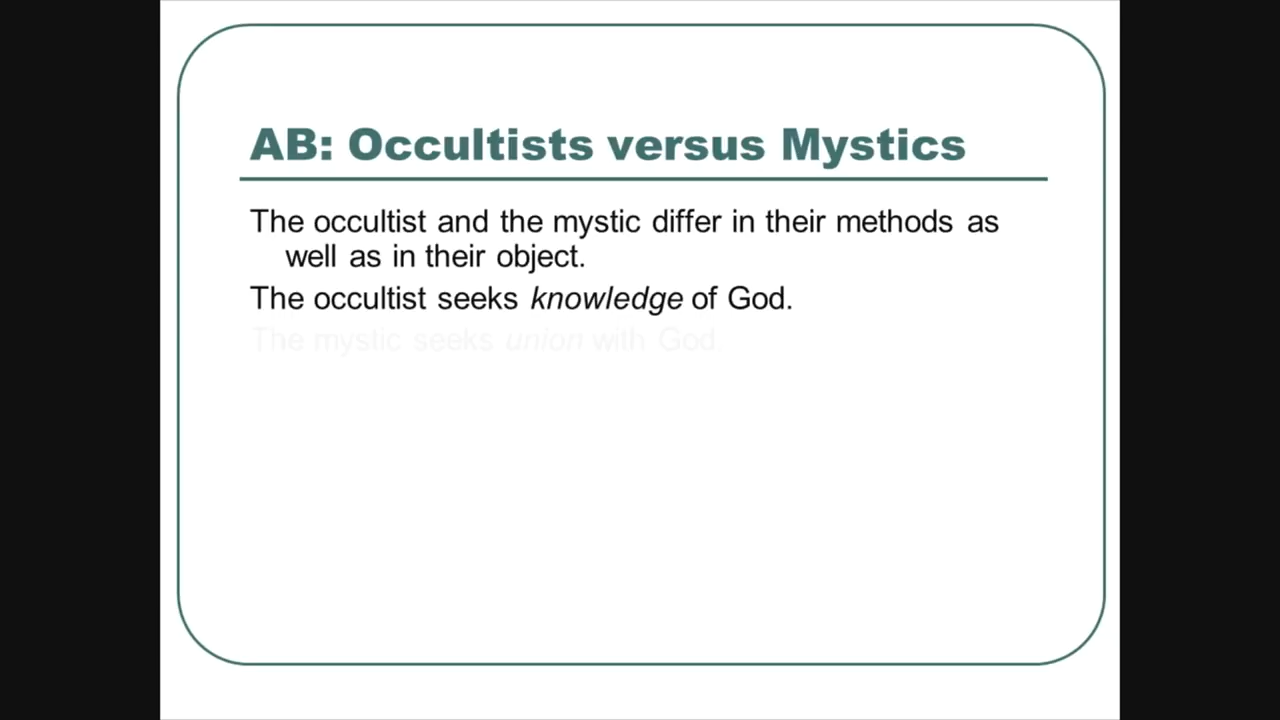 AB: Occultists versus Mystics
The occultist and the mystic differ in their methods as
well as in their object.
The occultist seeks knowledge of God.
The mystic seeks union with God.